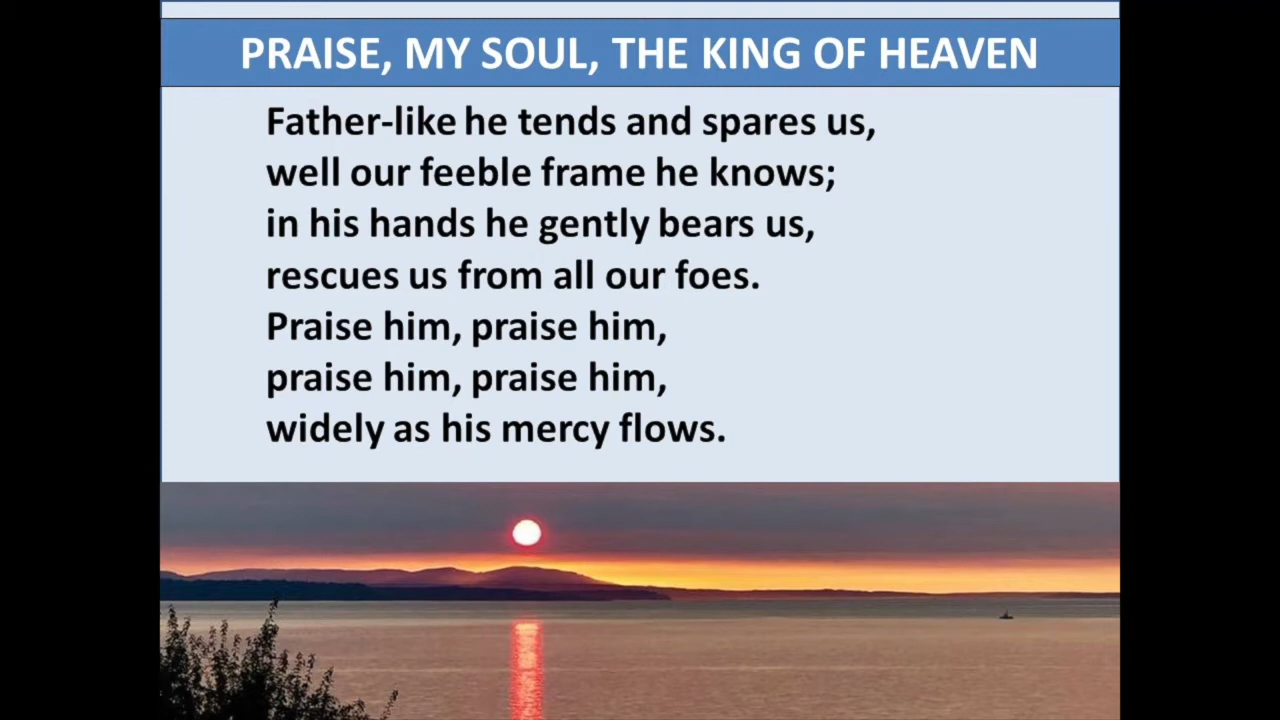 PRAISE, MY SOUL, THE KING OF HEAVEN
Father-like he tends and spares us,
well our feeble frame he knows;
in his hands he gently bears us,
rescues us from all our foes.
Praise him, praise him,
praise him, praise him,
widely as his mercy flows.